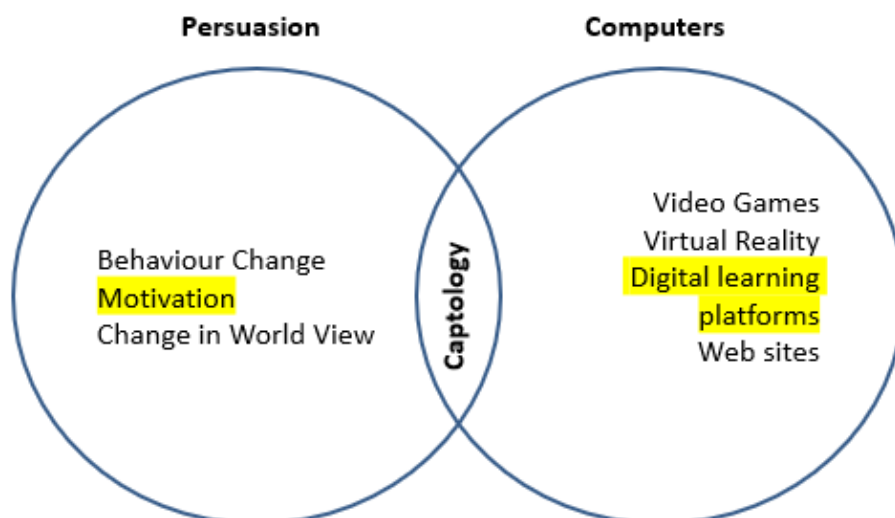 Persuasion
Computers
Behaviour Change
Motivation
Change in World View
Captology
Video Games
Virtual Reality
Digital learning
platforms
Web sites